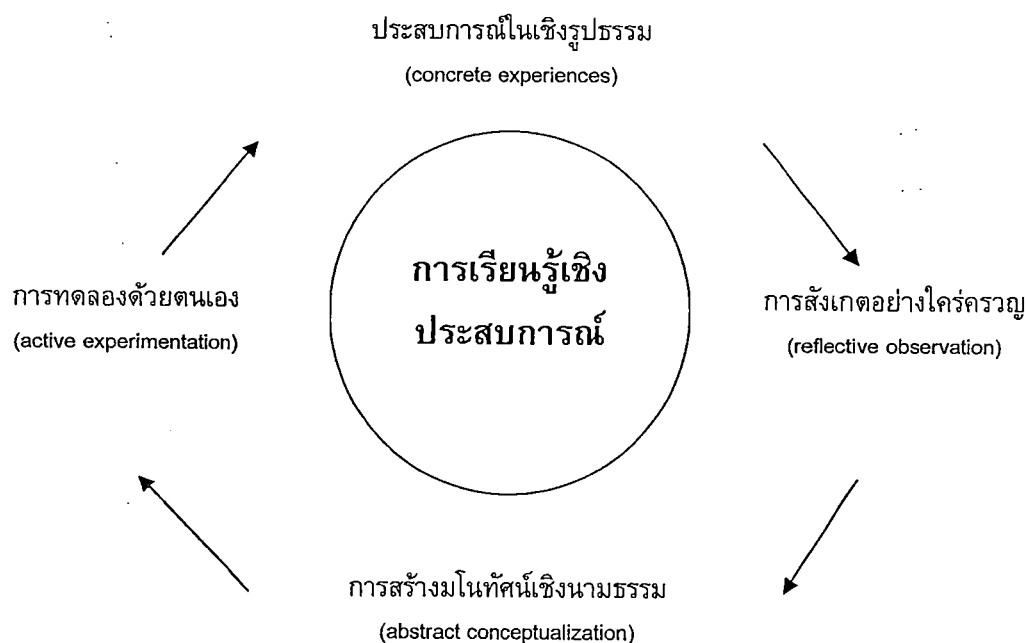 ประสบการณ์ในเชิงรูปธรรม
(concrete experiences)
การเรียนรู้เชิง
ประสบการณ์
การทดลองด้วยตนเอง
(active experimentation)
การสังเกตอย่างใคร่ครวญ
(reflective observation)
การสร้างมโนทัศน์เชิงนามธรรม
(abstract conceptualization)